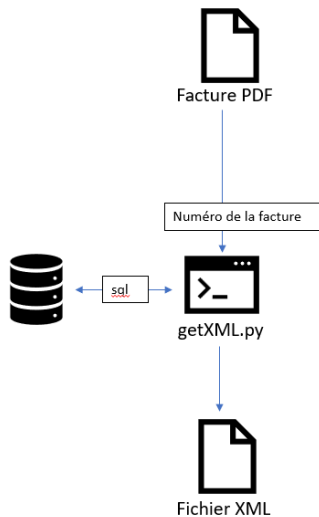 Facture PDF
Numéro de la facture
sql
getXML.py
Fichier XML